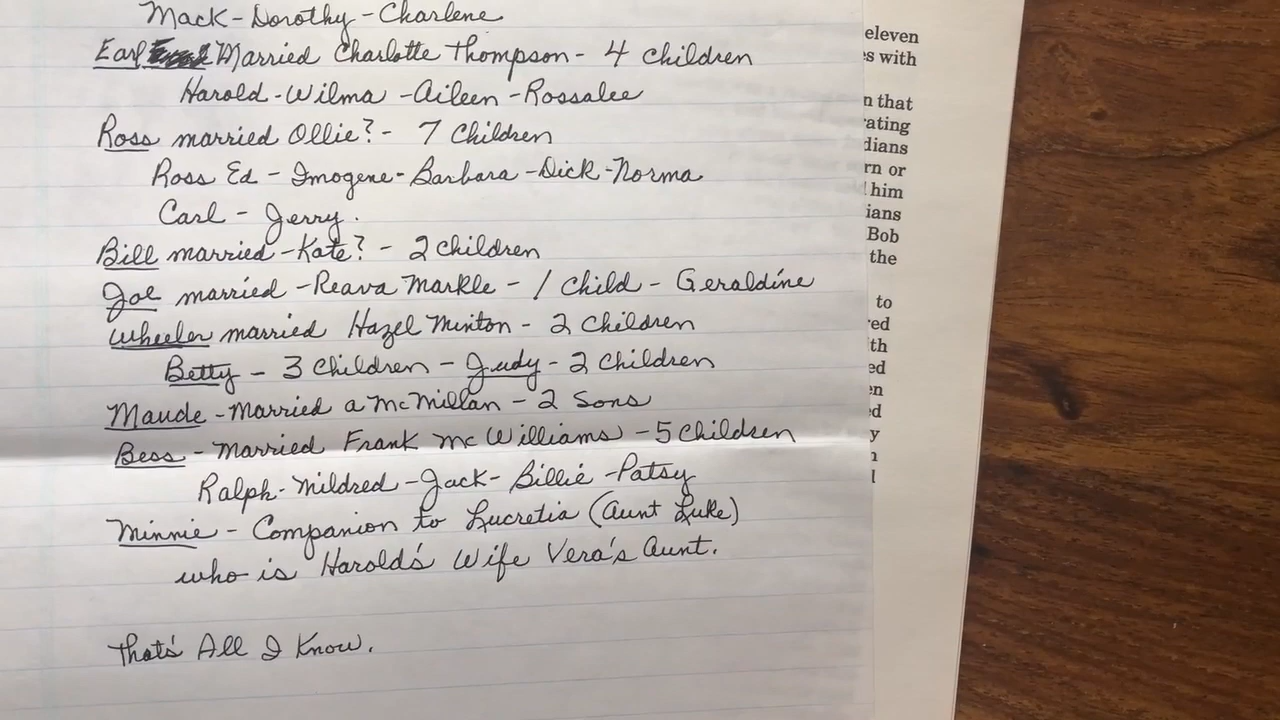 Mack-Dorothy-Charlene
Earl Married Charlotte Thompson- 4 Children
Harold-Wilma-Aileen-Rossalee
Ross married Ollie?- 7 Children
Ross Ed-Imogene-Barbara-Dick-Norma
Carl-Jerry.
Bill married-Kate?- 2 Children
Joe married-Reava Markle- 1 Child- Geraldine
Wheeler married Hazel Minton- 2 Children
Betty- 3 Children-Judy- 2 Children
Maude-Married a McMillan- 2 Sons
Bess-Married Frank McWilliams-5 Children
Ralph-Mildred-Jack-Billie-Patsy
Minnie-Companion to Lucretia (Aunt Luke)
who is Harold's Wife Vera's Aunt.
That's All I Know.
eleven
s with
n that
rating
dians
rn or
him
ians
Bob
the
to
red
th
ed
en
d
y
n
l